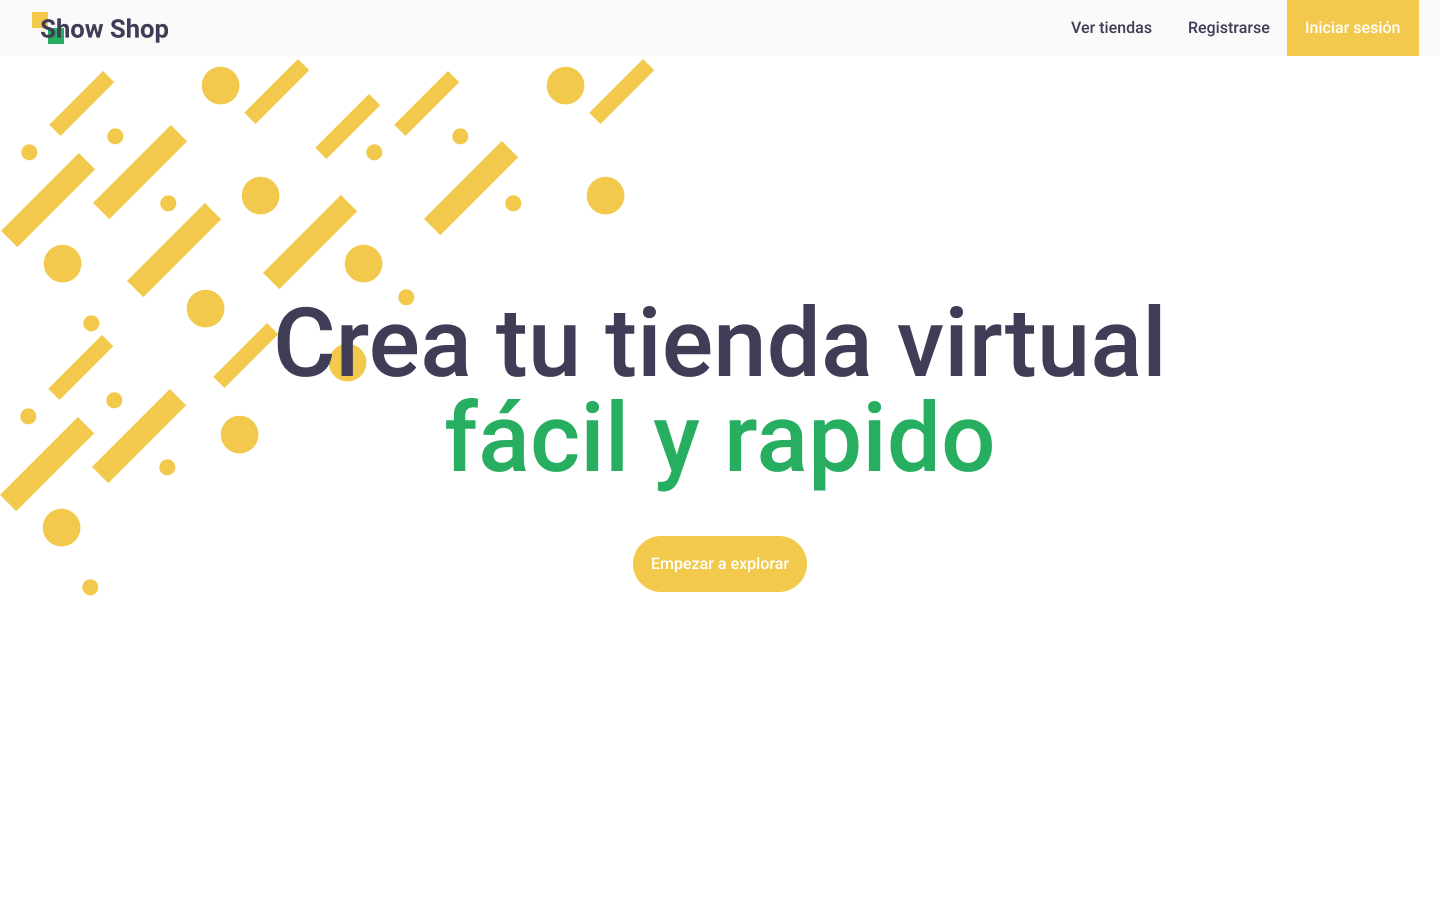 Show Shop
Ver tiendas
Registrarse
Iniciar sesión
Crea tu tienda virtual
fácil y rapido
Empezar a explorar